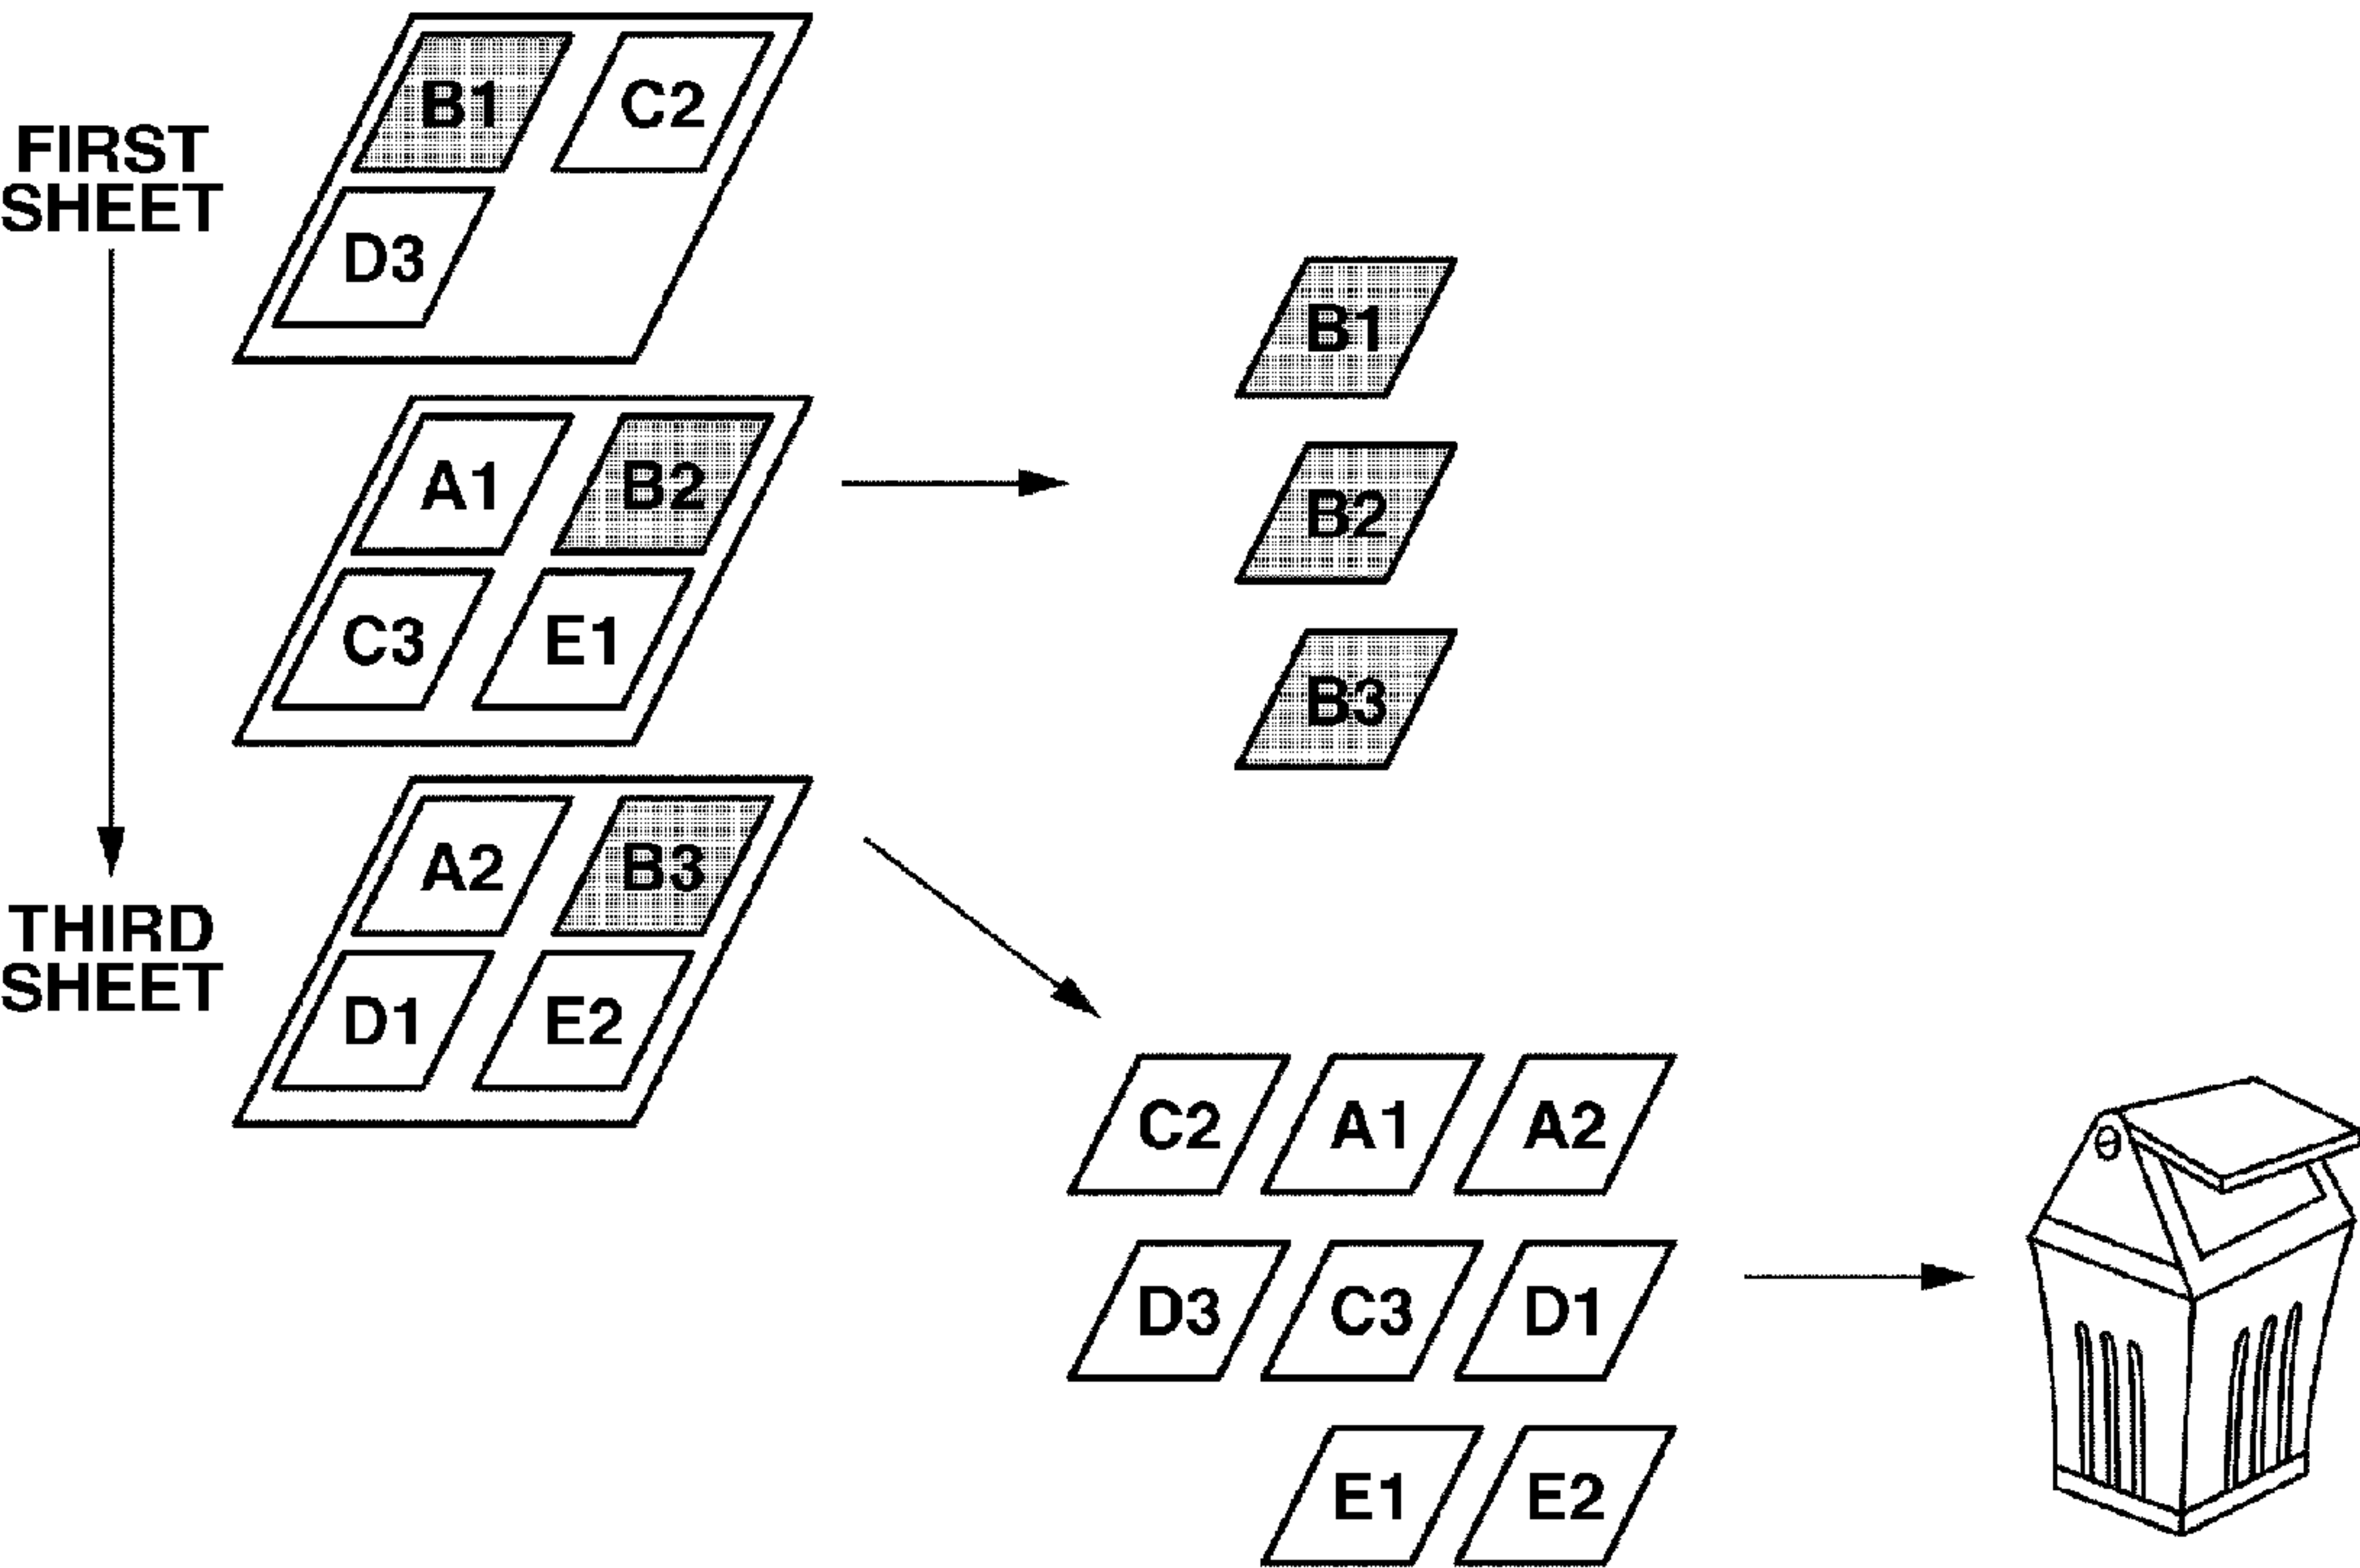 FIRST
SHEET
B1 C2
D3
A1 B2
C3 E1
THIRD
SHEET
A2 B3
D1 E2
B1
B2
B3
C2 A1 A2
D3 C3 D1
E1 E2